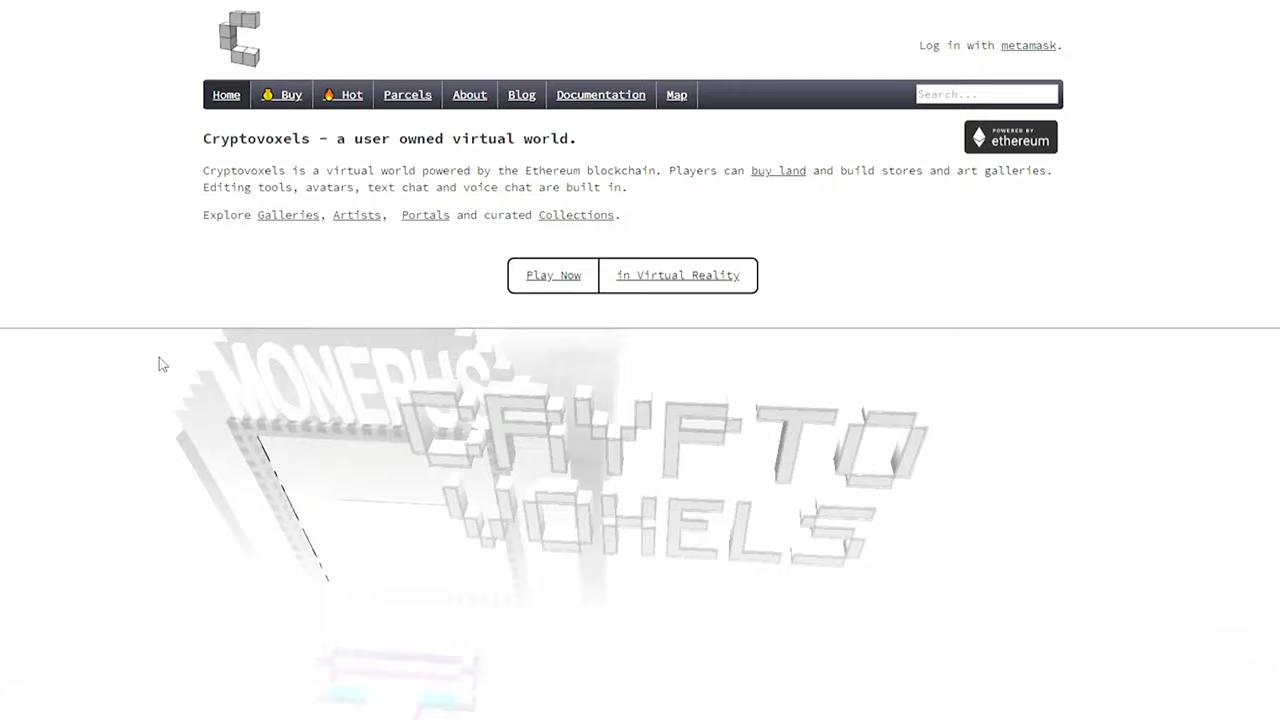 Log in with metamask.
Home
Buy
Hot
Parcels
About
Blog
Documentation
Map
Search...
Cryptovoxels - a user owned virtual world.
POWERED BY
ethereum
Cryptovoxels is a virtual world powered by the Ethereum blockchain. Players can buy land and build stores and art galleries.
Editing tools, avatars, text chat and voice chat are built in.
Explore Galleries, Artists, Portals and curated Collections.
Play Now
in Virtual Reality
CRYPTO
VOXELS